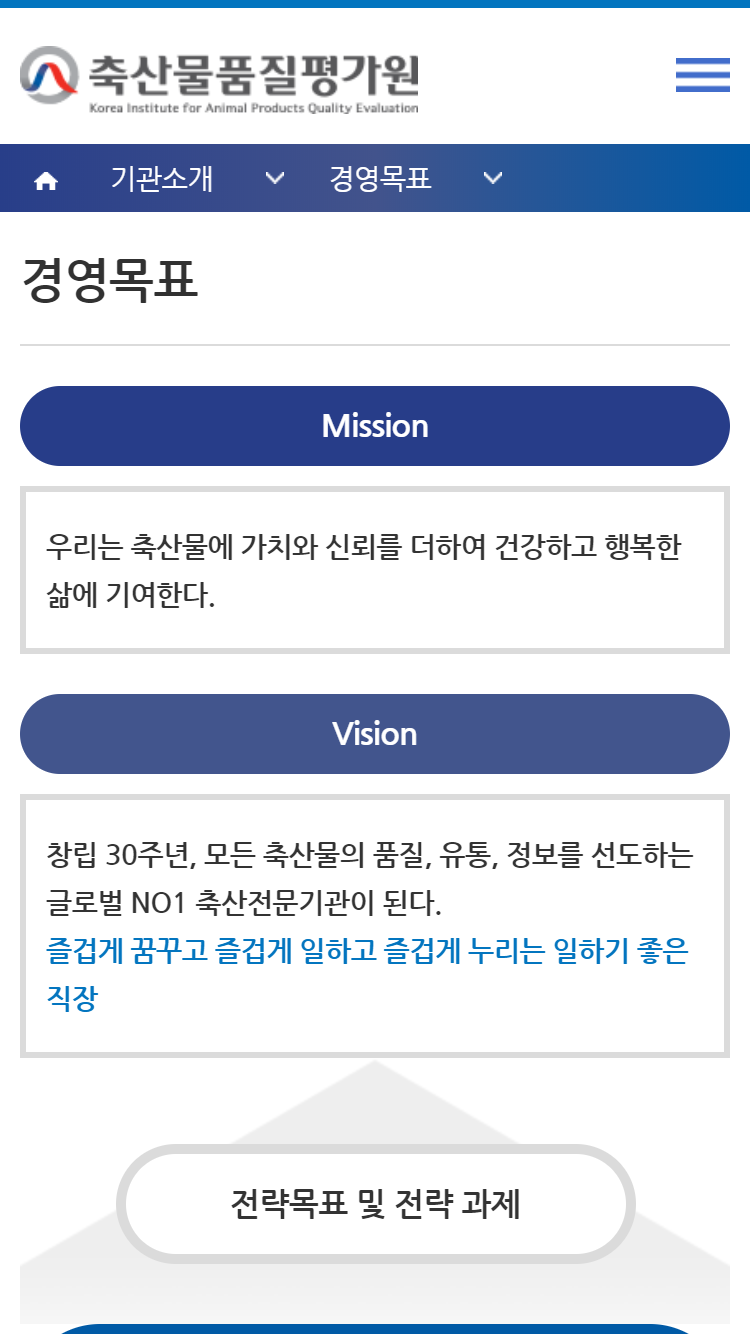 축산물품질평가원
Korea Institute for Animal Products Quality Evaluation
기관소개 경영목표
경영목표
Mission
우리는 축산물에 가치와 신뢰를 더하여 건강하고 행복한
삶에 기여한다.
Vision
창립 30주년, 모든 축산물의 품질, 유통, 정보를 선도하는
글로벌 NO1 축산전문기관이 된다.
즐겁게 꿈꾸고 즐겁게 일하고 즐겁게 누리는 일하기 좋은
직장
전략목표 및 전략 과제